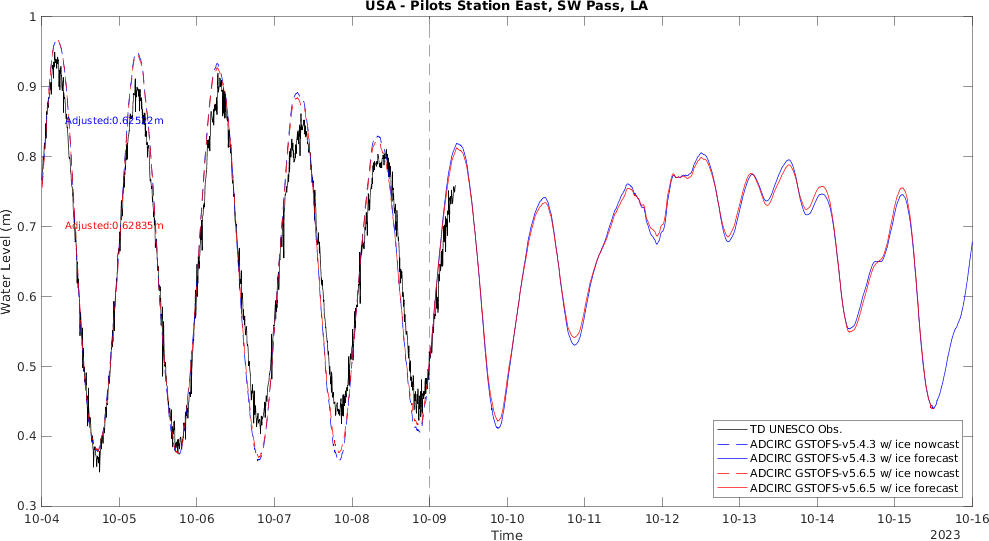 USA - Pilots Station East, SW Pass, LA
1
0.9
0.8
0.7
0.6
0.5
0.4
0.3
Water Level (m)
Adjusted:0.62522m
Adjusted:0.62835m
TD UNESCO Obs.
ADCIRC GSTOFS-v5.4.3 w/ ice nowcast
ADCIRC GSTOFS-v5.4.3 w/ ice forecast
ADCIRC GSTOFS-v5.6.5 w/ ice nowcast
ADCIRC GSTOFS-v5.6.5 w/ ice forecast
10-04 10-05 10-06 10-07 10-08 10-09 10-10 10-11 10-12 10-13 10-14 10-15 10-16
Time
2023